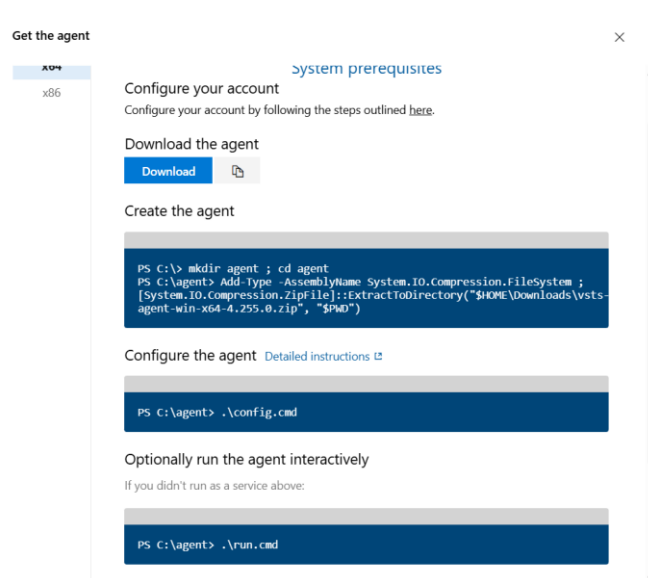 Get the agent
x64
System prerequisites
x86
Configure your account
Configure your account by following the steps outlined here.
Download the agent
Download
Create the agent
PS C:\> mkdir agent ; cd agent
PS C:\agent> Add-Type -AssemblyName System.IO.Compression.FileSystem ;
[System.IO.Compression.ZipFile]::ExtractToDirectory("$HOME\Downloads\vsts-
agent-win-x64-4.255.0.zip", "$PWD")
Configure the agent Detailed instructions
PS C:\agent> .\config.cmd
Optionally run the agent interactively
If you didn't run as a service above:
PS C:\agent> .\run.cmd